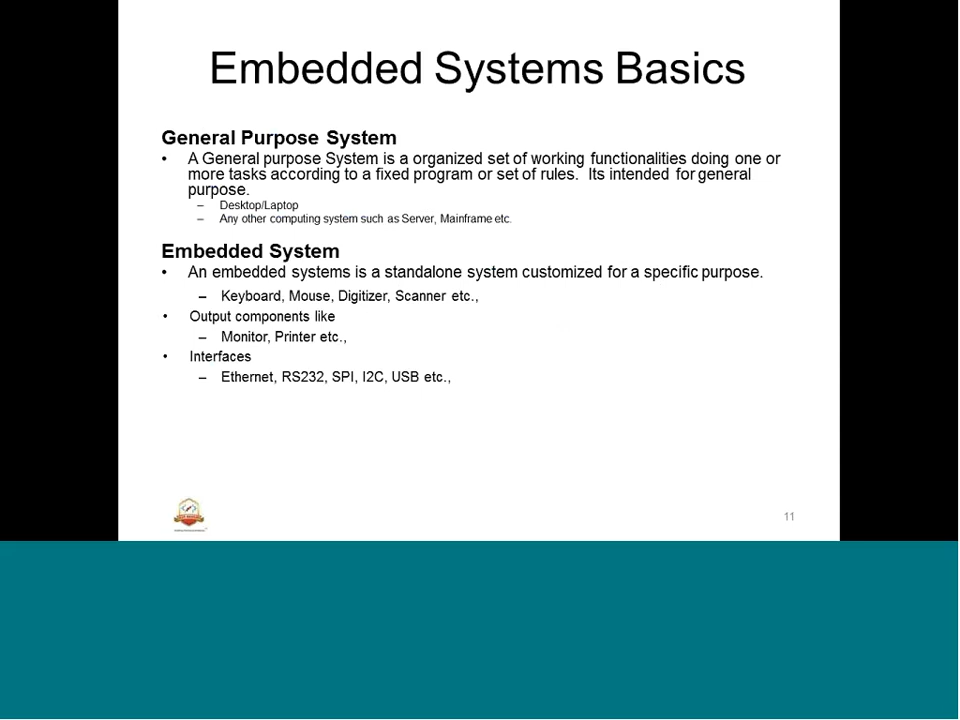 Embedded Systems Basics
General Purpose System
• A General purpose System is a organized set of working functionalities doing one or
more tasks according to a fixed program or set of rules. Its intended for general
purpose.
– Desktop/Laptop
– Any other computing system such as Server, Mainframe etc.
Embedded System
• An embedded systems is a standalone system customized for a specific purpose.
– Keyboard, Mouse, Digitizer, Scanner etc.,
• Output components like
– Monitor, Printer etc.,
• Interfaces
– Ethernet, RS232, SPI, I2C, USB etc.,
11